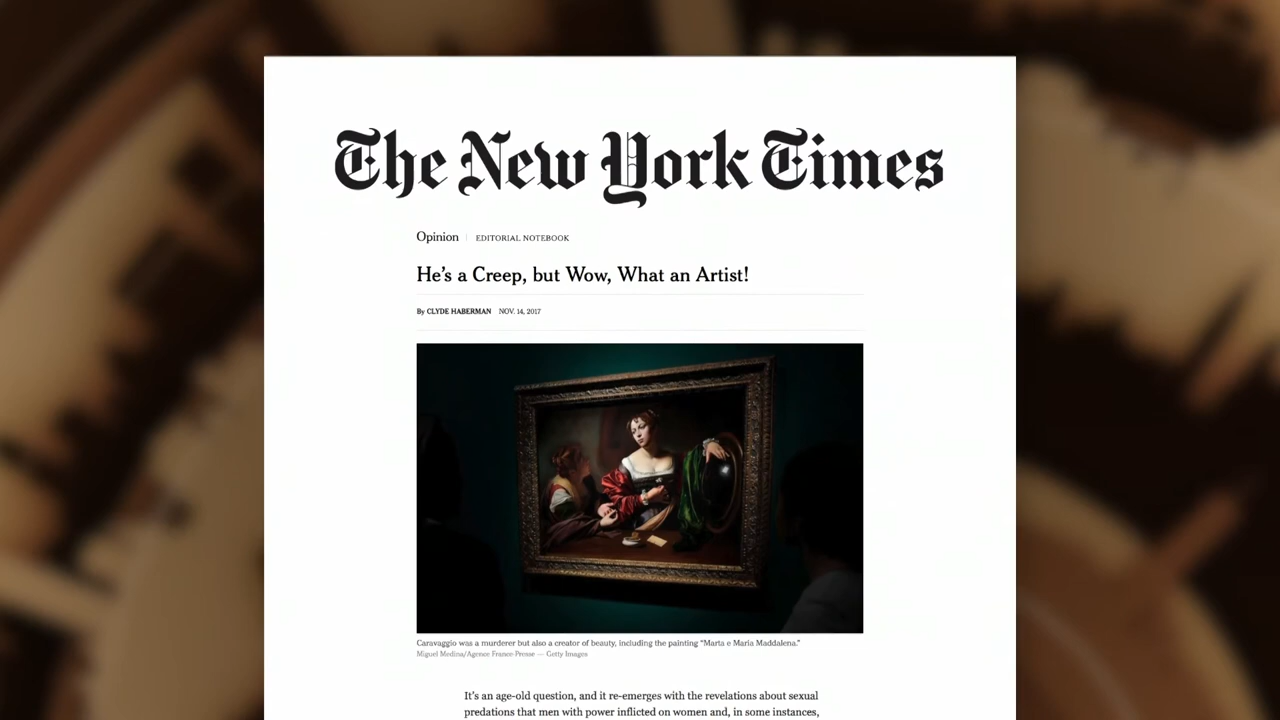 The New York Times
Opinion EDITORIAL NOTEBOOK
He's a Creep, but Wow, What an Artist!
By CLYDE HABERMAN NOV. 14, 2017
Caravaggio was a murderer but also a creator of beauty, including the painting “Marta e Maria Maddalena.”
Miguel Medina/Agence France-Presse — Getty Images
It's an age-old question, and it re-emerges with the revelations about sexual
predations that men with power inflicted on women and, in some instances,